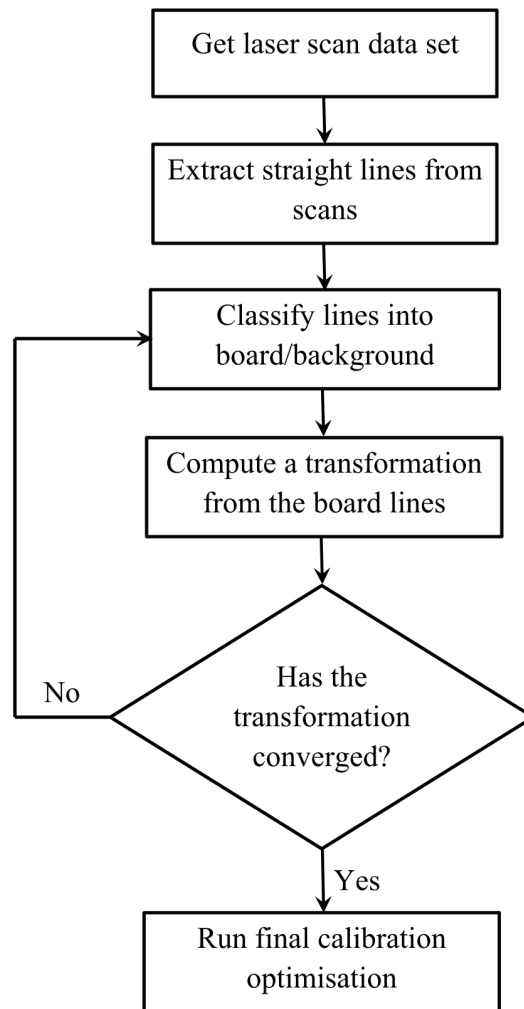 Get laser scan data set
Extract straight lines from
scans
Classify lines into
board/background
Compute a transformation
from the board lines
Has the
transformation
converged?
No
Yes
Run final calibration
optimisation